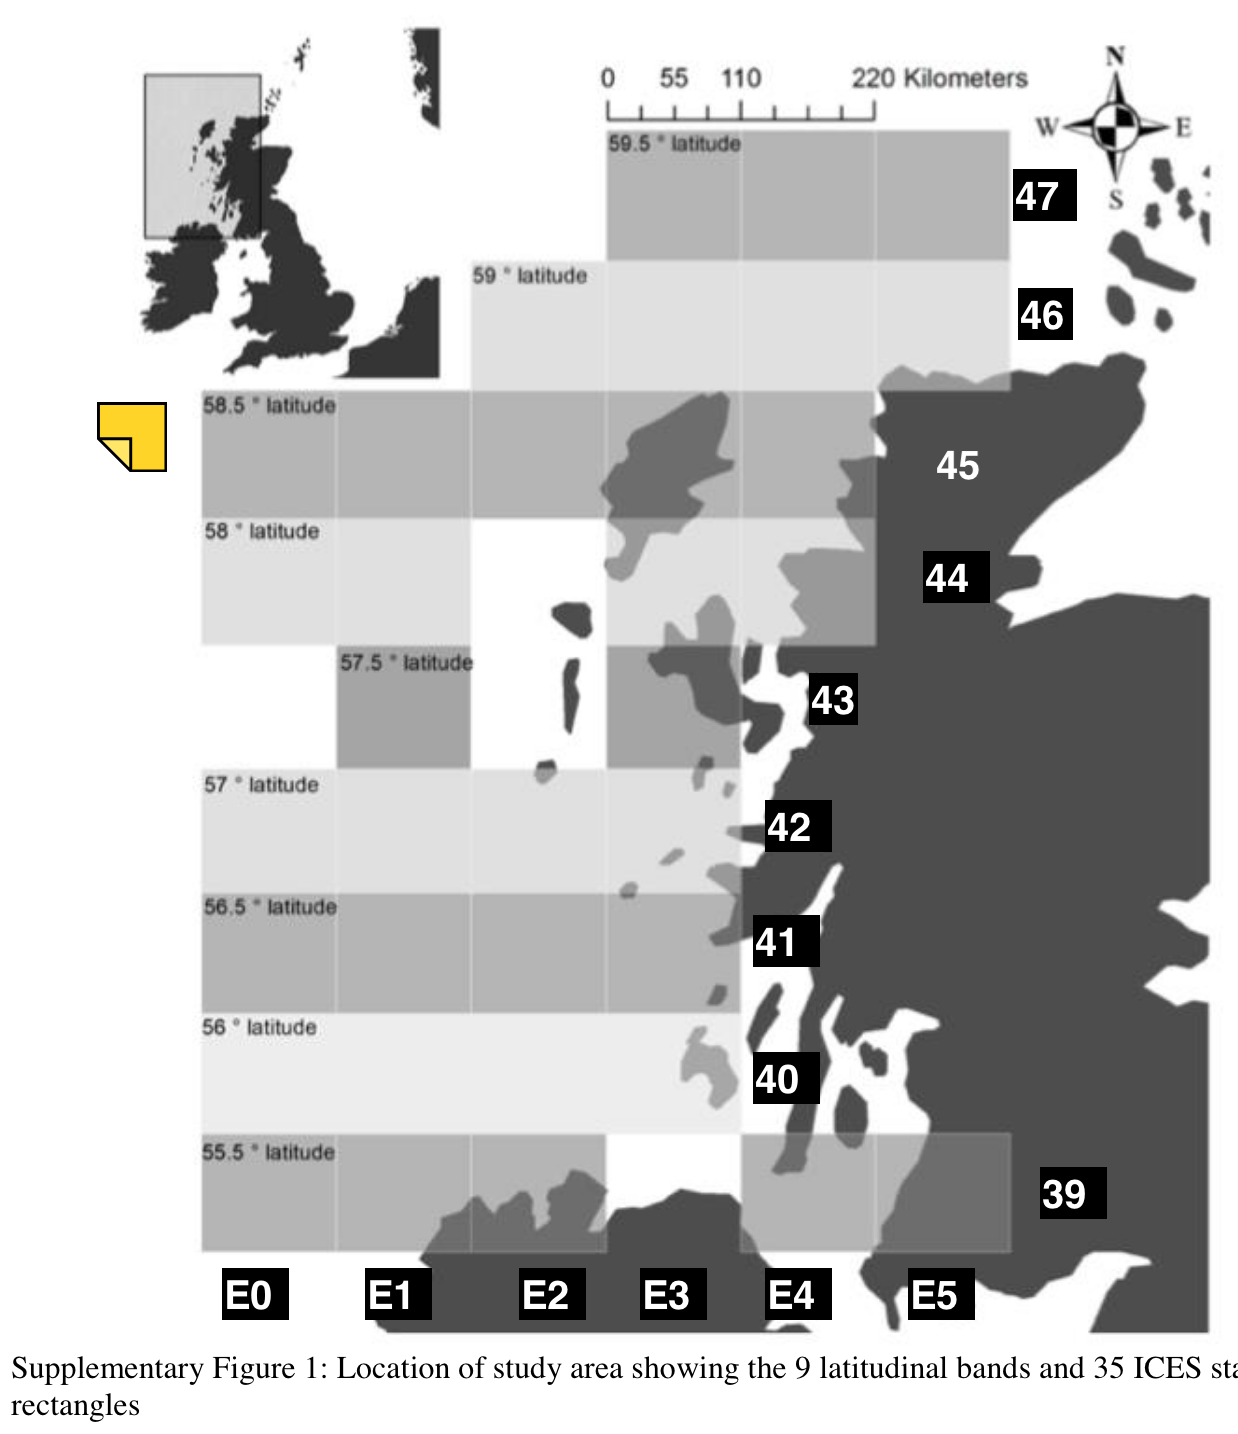 N
0 55 110 220 Kilometers
W E
59.5 ° latitude
47
S
59 ° latitude
46
58.5 ° latitude
45
58 ° latitude
44
57.5 ° latitude
43
57 ° latitude
42
56.5 ° latitude
41
56 ° latitude
40
55.5 ° latitude
39
E0 E1 E2 E3 E4 E5
Supplementary Figure 1: Location of study area showing the 9 latitudinal bands and 35 ICES sta
rectangles